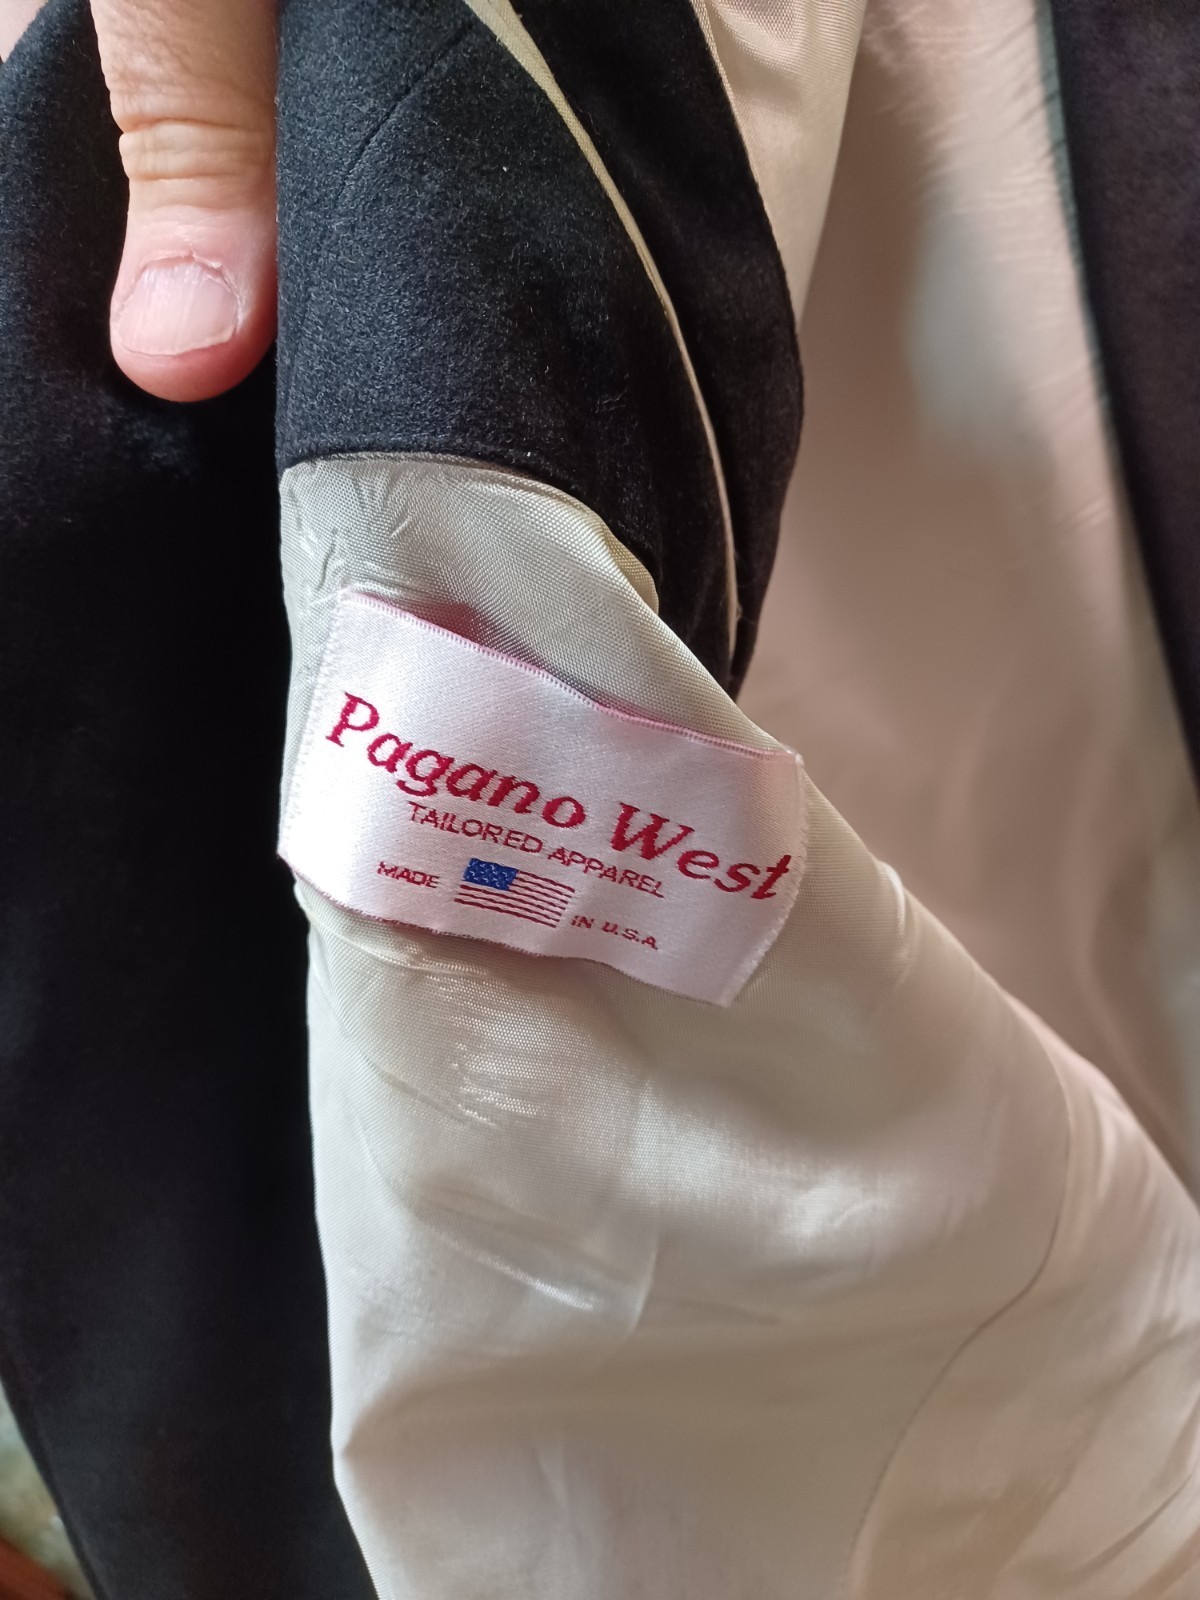 Pagano West
TAILORED APPAREL
MADE IN U.S.A.